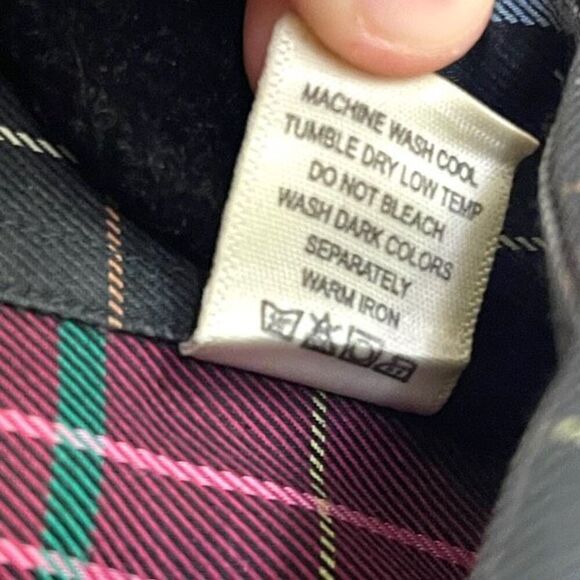 MACHINE WASH COOL
TUMBLE DRY LOW TEMP
DO NOT BLEACH
WASH DARK COLORS
SEPARATELY
WARM IRON